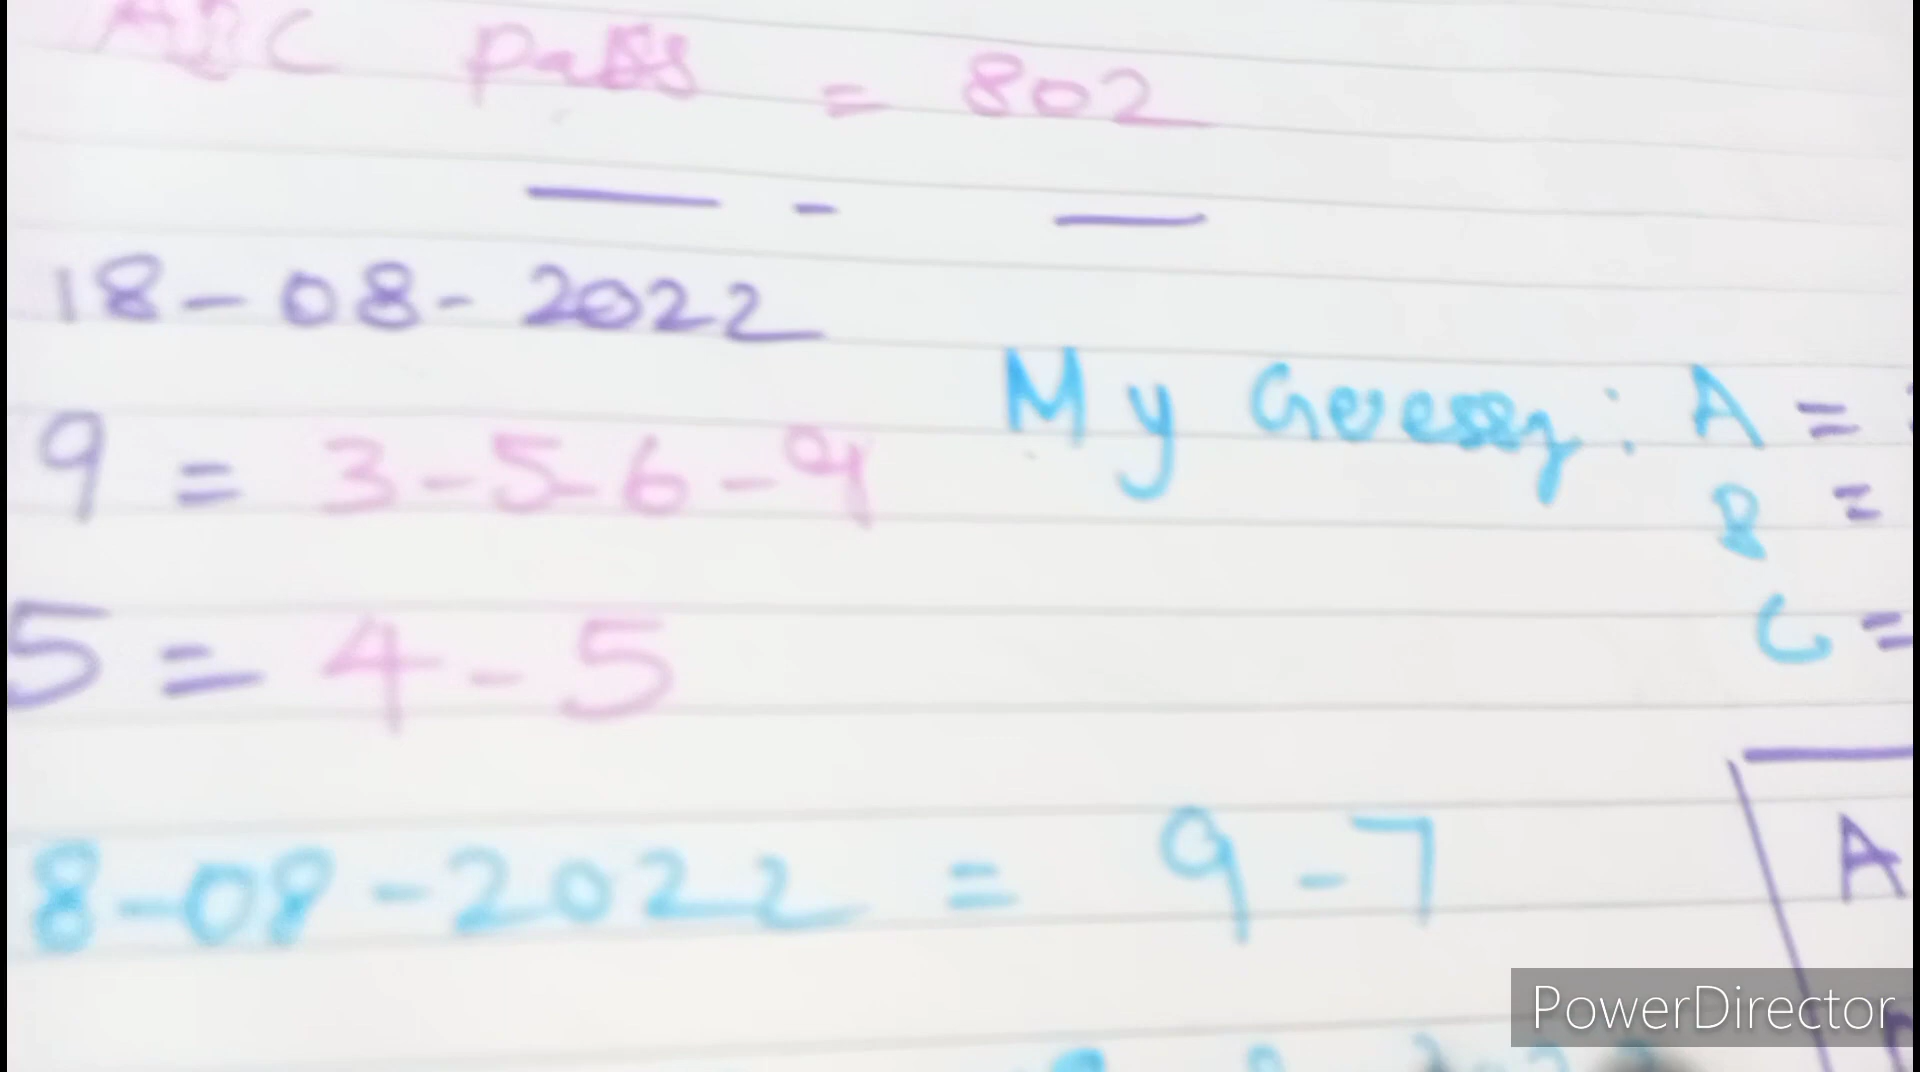 ABC Pass = 802
18-08-2022
My Guessing : A =
9 = 3-5-6-9
B =
5 = 4-5
C =
8-08-2022 = 9-7
A
PowerDirector